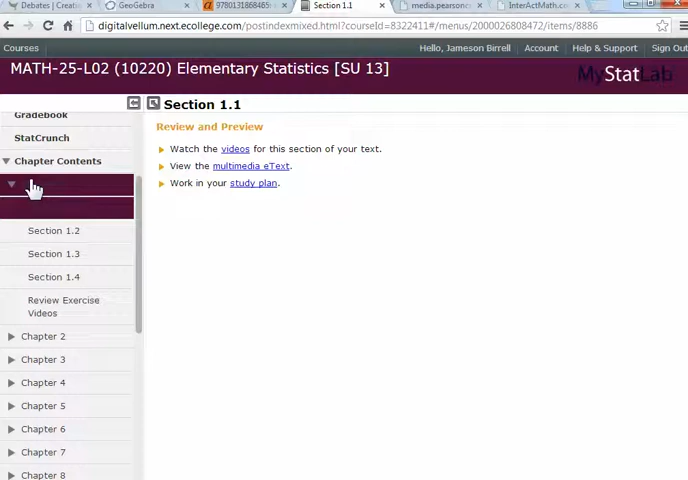 Debates | Creati
GeoGebra
9780131868465:
Section 1.1
media.pearsonc
InterActMath.co
digitalvellum.next.ecollege.com/postindexmixed.html?courseId=8322411#/menus/2000026808472/items/8886
Courses
Hello, Jameson Birrell
Account
Help & Support
Sign Out
MATH-25-L02 (10220) Elementary Statistics [SU 13]
MyStatLab
Gradebook
StatCrunch
Chapter Contents
Section 1.2
Section 1.3
Section 1.4
Review Exercise
Videos
Chapter 2
Chapter 3
Chapter 4
Chapter 5
Chapter 6
Chapter 7
Chapter 8
Section 1.1
Review and Preview
Watch the videos for this section of your text.
View the multimedia eText.
Work in your study plan.